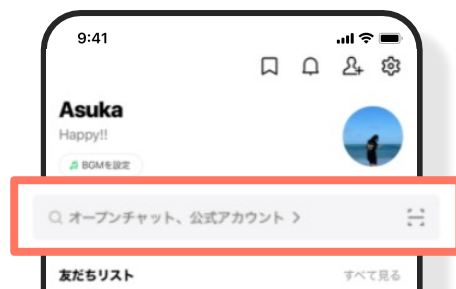 9:41
Asuka
Happy!!
BGMを設定
オープンチャット、公式アカウント >
友だちリスト すべて見る